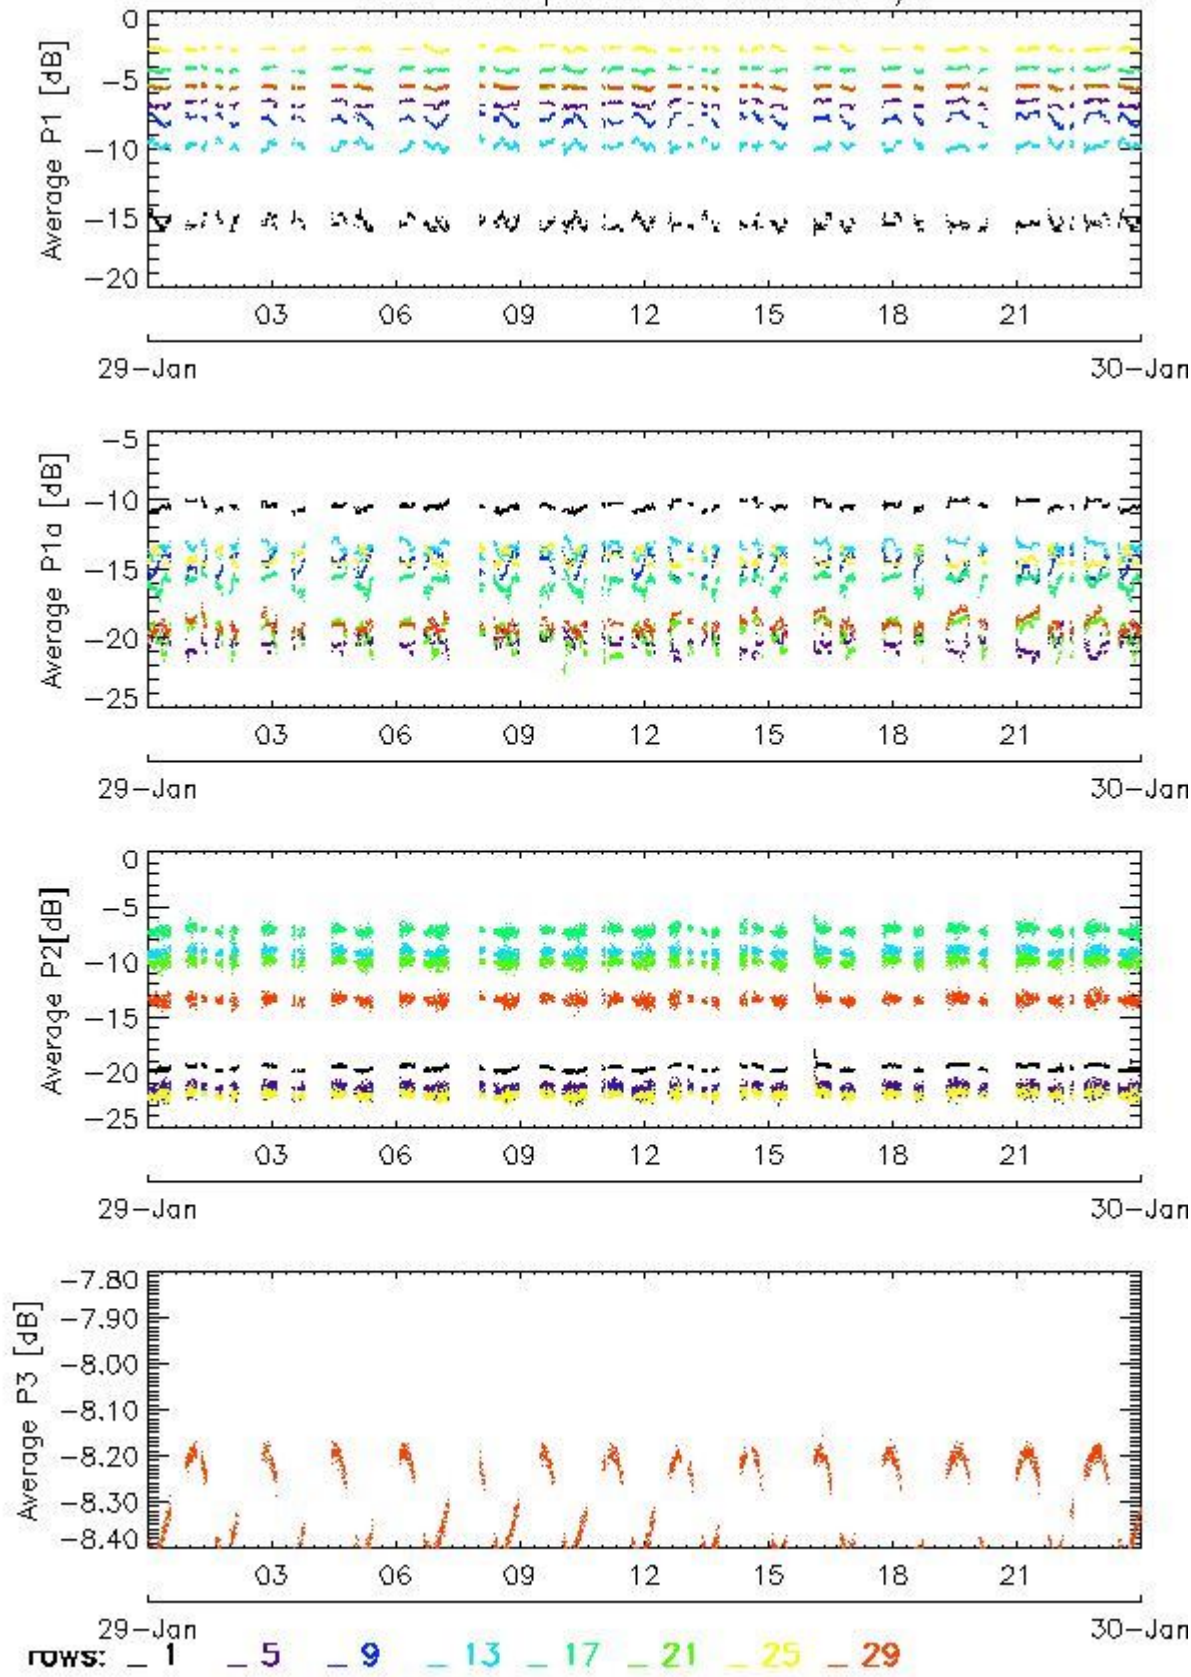 Average P1 [dB]
0
−5
−10
−15
−20
03 06 09 12 15 18 21
29−Jan 30−Jan
Average P1a [dB]
−5
−10
−15
−20
−25
03 06 09 12 15 18 21
29−Jan 30−Jan
Average P2[dB]
0
−5
−10
−15
−20
−25
03 06 09 12 15 18 21
29−Jan 30−Jan
Average P3 [dB]
−7.80
−7.90
−8.00
−8.10
−8.20
−8.30
−8.40
03 06 09 12 15 18 21
29−Jan 30−Jan
rows: _ 1 _ 5 _ 9 _ 13 _ 17 _ 21 _ 25 _ 29